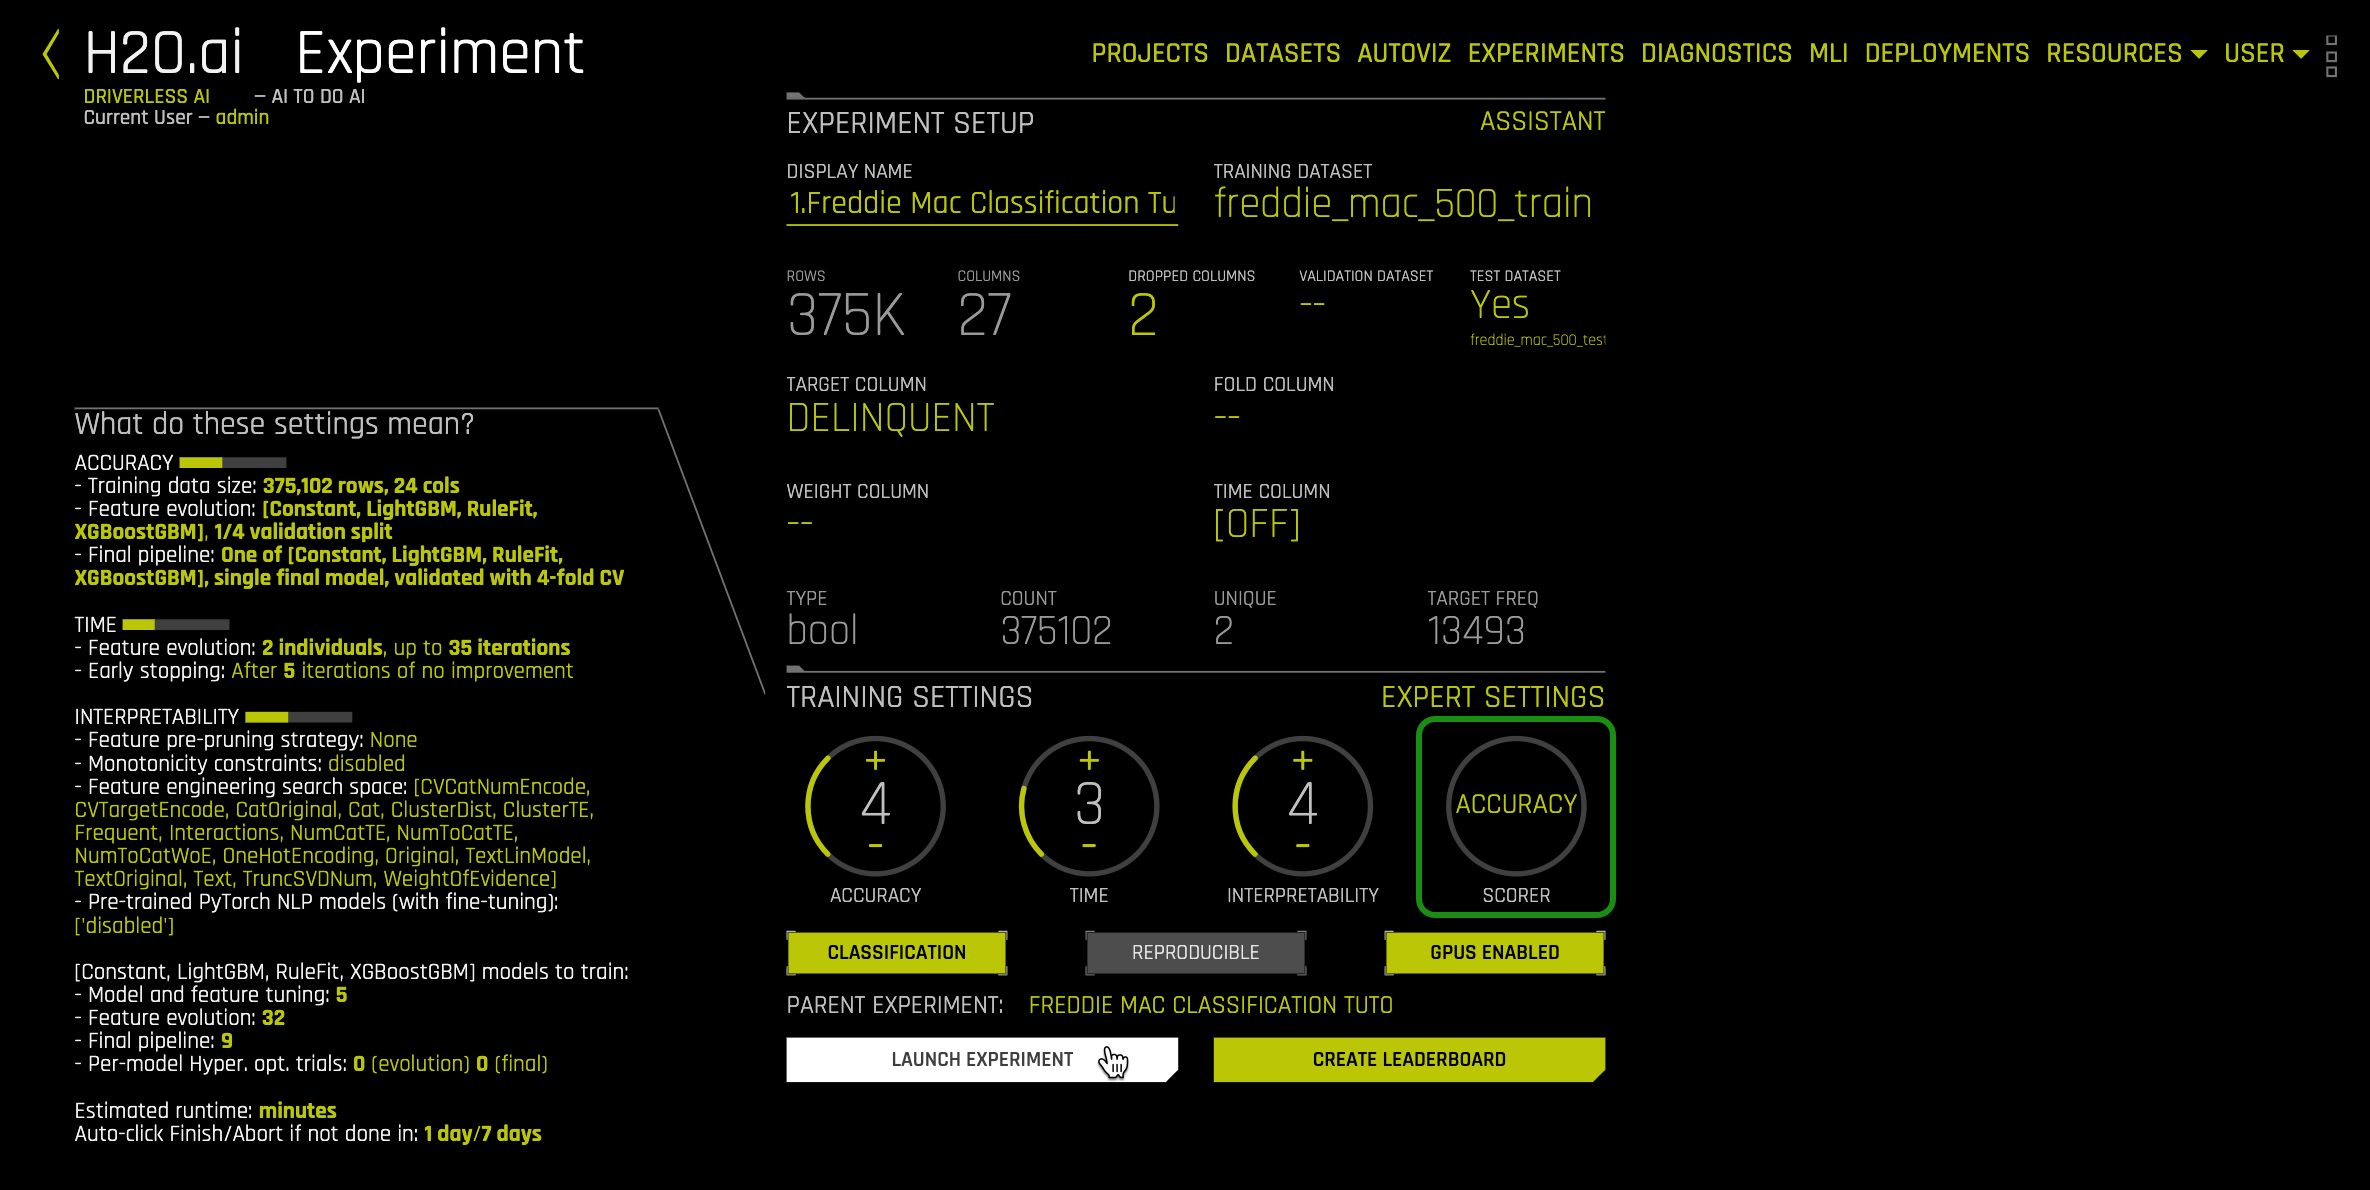 H2O.ai Experiment
DRIVERLESS AI – AI TO DO AI
Current User – admin
PROJECTS DATASETS AUTOVIZ EXPERIMENTS DIAGNOSTICS MLI DEPLOYMENTS RESOURCES USER
EXPERIMENT SETUP
ASSISTANT
DISPLAY NAME
1.Freddie Mac Classification Tu
TRAINING DATASET
freddie_mac_500_train
ROWS
375K
COLUMNS
27
DROPPED COLUMNS
2
VALIDATION DATASET
--
TEST DATASET
Yes
freddie_mac_500_test
TARGET COLUMN
DELINQUENT
FOLD COLUMN
--
WEIGHT COLUMN
--
TIME COLUMN
[OFF]
TYPE
bool
COUNT
375102
UNIQUE
2
TARGET FREQ
13493
What do these settings mean?
ACCURACY
- Training data size: 375,102 rows, 24 cols
- Feature evolution: [Constant, LightGBM, RuleFit,
XGBoostGBM], 1/4 validation split
- Final pipeline: One of [Constant, LightGBM, RuleFit,
XGBoostGBM], single final model, validated with 4-fold CV
TIME
- Feature evolution: 2 individuals, up to 35 iterations
- Early stopping: After 5 iterations of no improvement
INTERPRETABILITY
- Feature pre-pruning strategy: None
- Monotonicity constraints: disabled
- Feature engineering search space: [CVCatNumEncode,
CVTargetEncode, CatOriginal, Cat, ClusterDist, ClusterTE,
Frequent, Interactions, NumCatTE, NumToCatTE,
NumToCatWoE, OneHotEncoding, Original, TextLinModel,
TextOriginal, Text, TruncSVDNum, WeightOfEvidence]
- Pre-trained PyTorch NLP models (with fine-tuning):
['disabled']
[Constant, LightGBM, RuleFit, XGBoostGBM] models to train:
- Model and feature tuning: 5
- Feature evolution: 32
- Final pipeline: 9
- Per-model Hyper. opt. trials: 0 (evolution) 0 (final)
Estimated runtime: minutes
Auto-click Finish/Abort if not done in: 1 day/7 days
TRAINING SETTINGS
EXPERT SETTINGS
+
4
-
ACCURACY
+
3
-
TIME
+
4
-
INTERPRETABILITY
ACCURACY
SCORER
CLASSIFICATION
REPRODUCIBLE
GPUS ENABLED
PARENT EXPERIMENT: FREDDIE MAC CLASSIFICATION TUTO
LAUNCH EXPERIMENT
CREATE LEADERBOARD